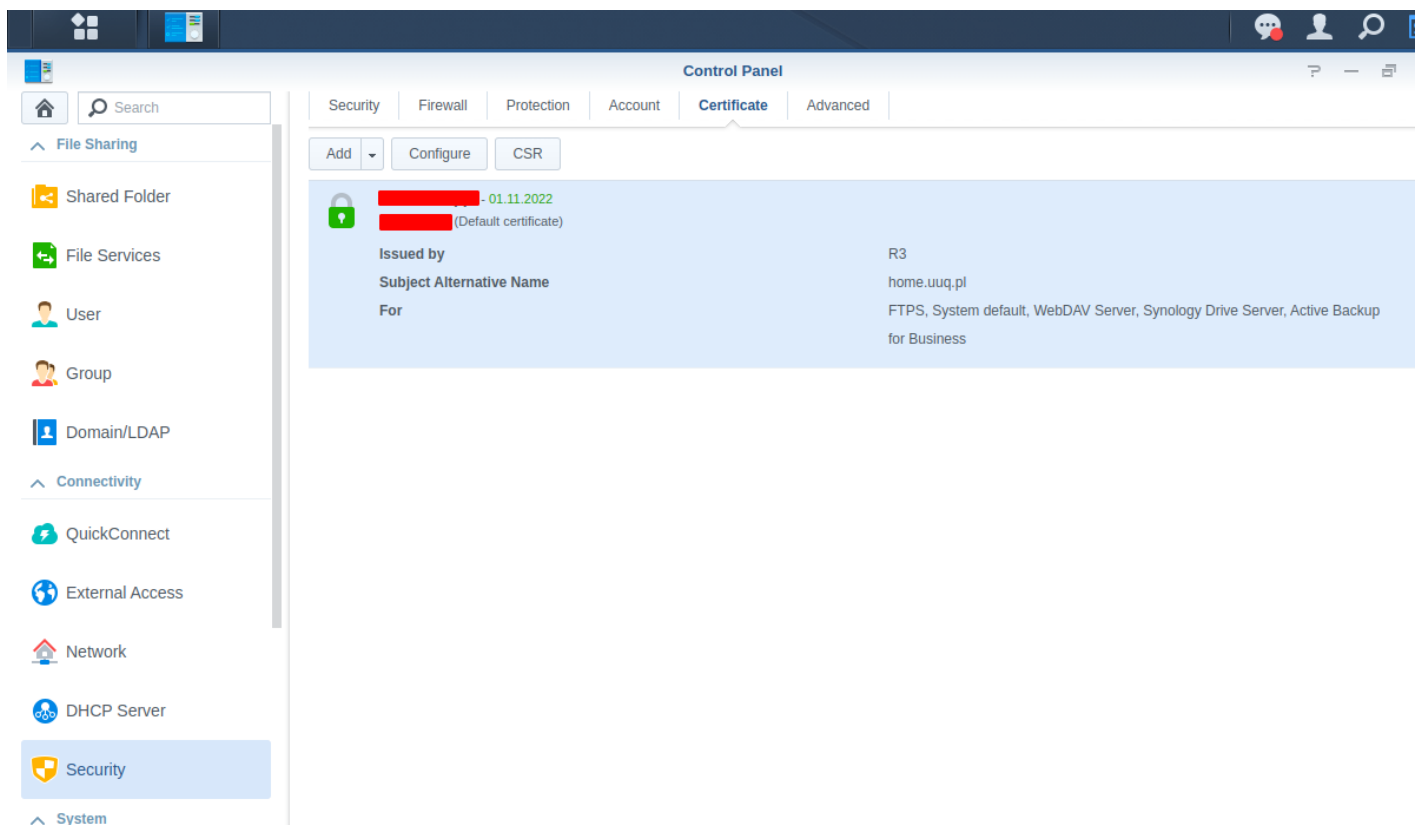 Control Panel
Search
Security Firewall Protection Account Certificate Advanced
File Sharing
Add Configure CSR
Shared Folder
- 01.11.2022
(Default certificate)
File Services
Issued by R3
Subject Alternative Name home.uuq.pl
For FTPS, System default, WebDAV Server, Synology Drive Server, Active Backup
for Business
User
Group
Domain/LDAP
Connectivity
QuickConnect
External Access
Network
DHCP Server
Security
System